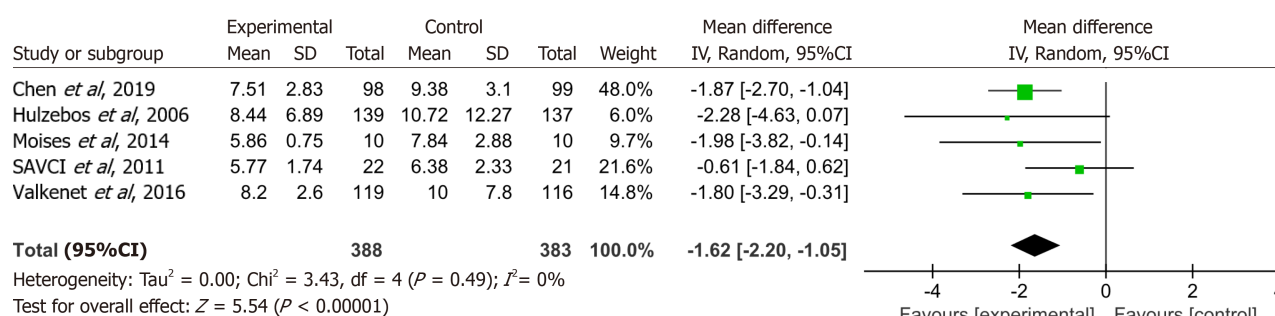 Experimental Control Mean difference Mean difference
Study or subgroup Mean SD Total Mean SD Total Weight IV, Random, 95%CI IV, Random, 95%CI
Chen et al, 2019 7.51 2.83 98 9.38 3.1 99 48.0% -1.87 [-2.70, -1.04]
Hulzebos et al, 2006 8.44 6.89 139 10.72 12.27 137 6.0% -2.28 [-4.63, 0.07]
Moises et al, 2014 5.86 0.75 10 7.84 2.88 10 9.7% -1.98 [-3.82, -0.14]
SAVCI et al, 2011 5.77 1.74 22 6.38 2.33 21 21.6% -0.61 [-1.84, 0.62]
Valkenet et al, 2016 8.2 2.6 119 10 7.8 116 14.8% -1.80 [-3.29, -0.31]
Total (95%CI) 388 383 100.0% -1.62 [-2.20, -1.05]
Heterogeneity: Tau² = 0.00; Chi² = 3.43, df = 4 (P = 0.49); I² = 0%
Test for overall effect: Z = 5.54 (P < 0.00001)
-4 -2 0 2
Favours [experimental] Favours [control]